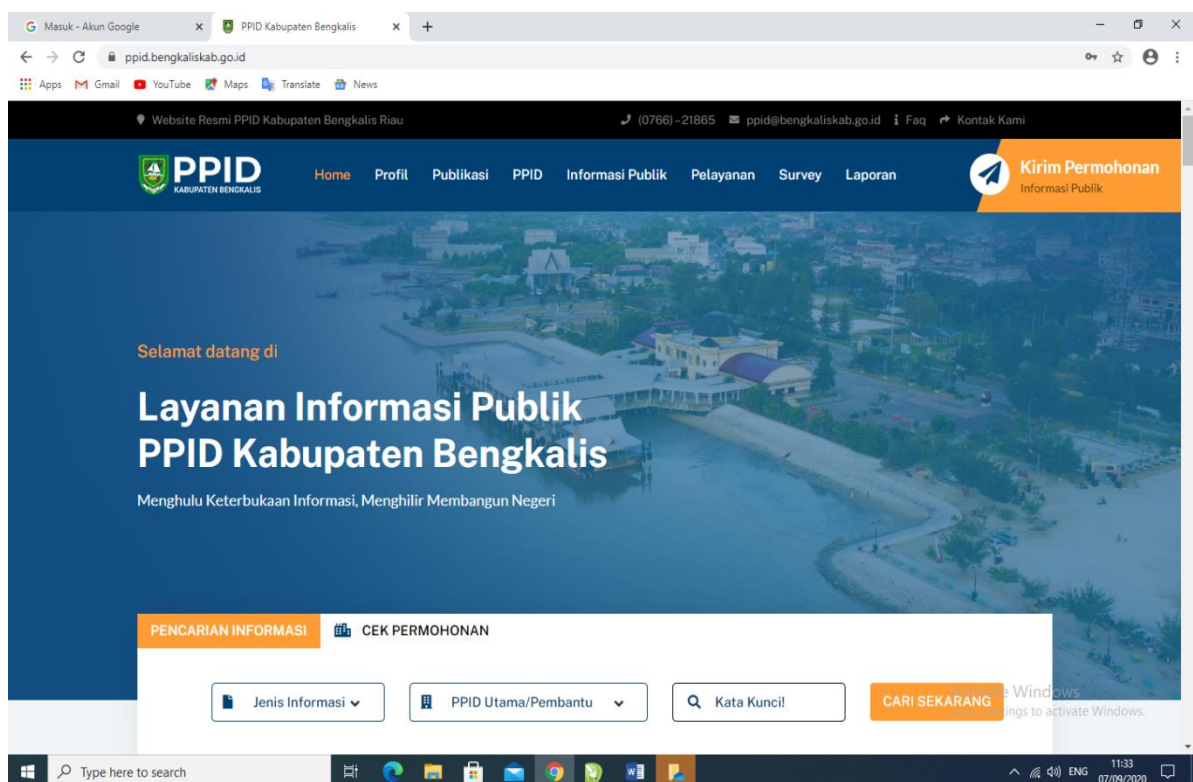 Masuk - Akun Google
PPID Kabupaten Bengkalis
ppid.bengkaliskab.go.id
Apps Gmail YouTube Maps Translate News
Website Resmi PPID Kabupaten Bengkalis Riau
(0766)-21865 ppid@bengkaliskab.go.id Faq Kontak Kami
PPID
KABUPATEN BENGKALIS
Home Profil Publikasi PPID Informasi Publik Pelayanan Survey Laporan
Kirim Permohonan
Informasi Publik
Selamat datang di
Layanan Informasi Publik
PPID Kabupaten Bengkalis
Menghulu Keterbukaan Informasi, Menghilir Membangun Negeri
PENCARIAN INFORMASI CEK PERMOHONAN
Jenis Informasi PPID Utama/Pembantu Kata Kunci! CARI SEKARANG
Windows
to activate Windows.
Type here to search
ENG
11:33
07/09/2020